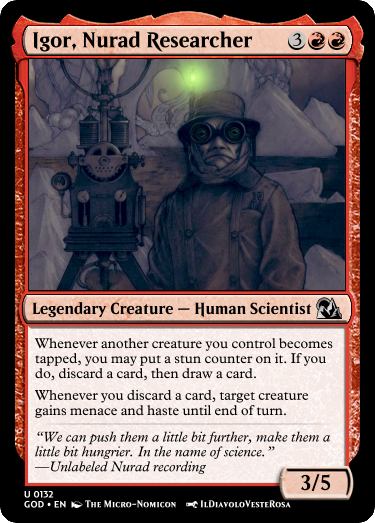 Igor, Nurad Researcher 3
Legendary Creature — Human Scientist
Whenever another creature you control becomes
tapped, you may put a stun counter on it. If you
do, discard a card, then draw a card.
Whenever you discard a card, target creature
gains menace and haste until end of turn.
“We can push them a little bit further, make them a
little bit hungrier. In the name of science.”
—Unlabeled Nurad recording
3/5
U 0132
GOD • EN The Micro-Nomicon IlDiavoloVesteRosa